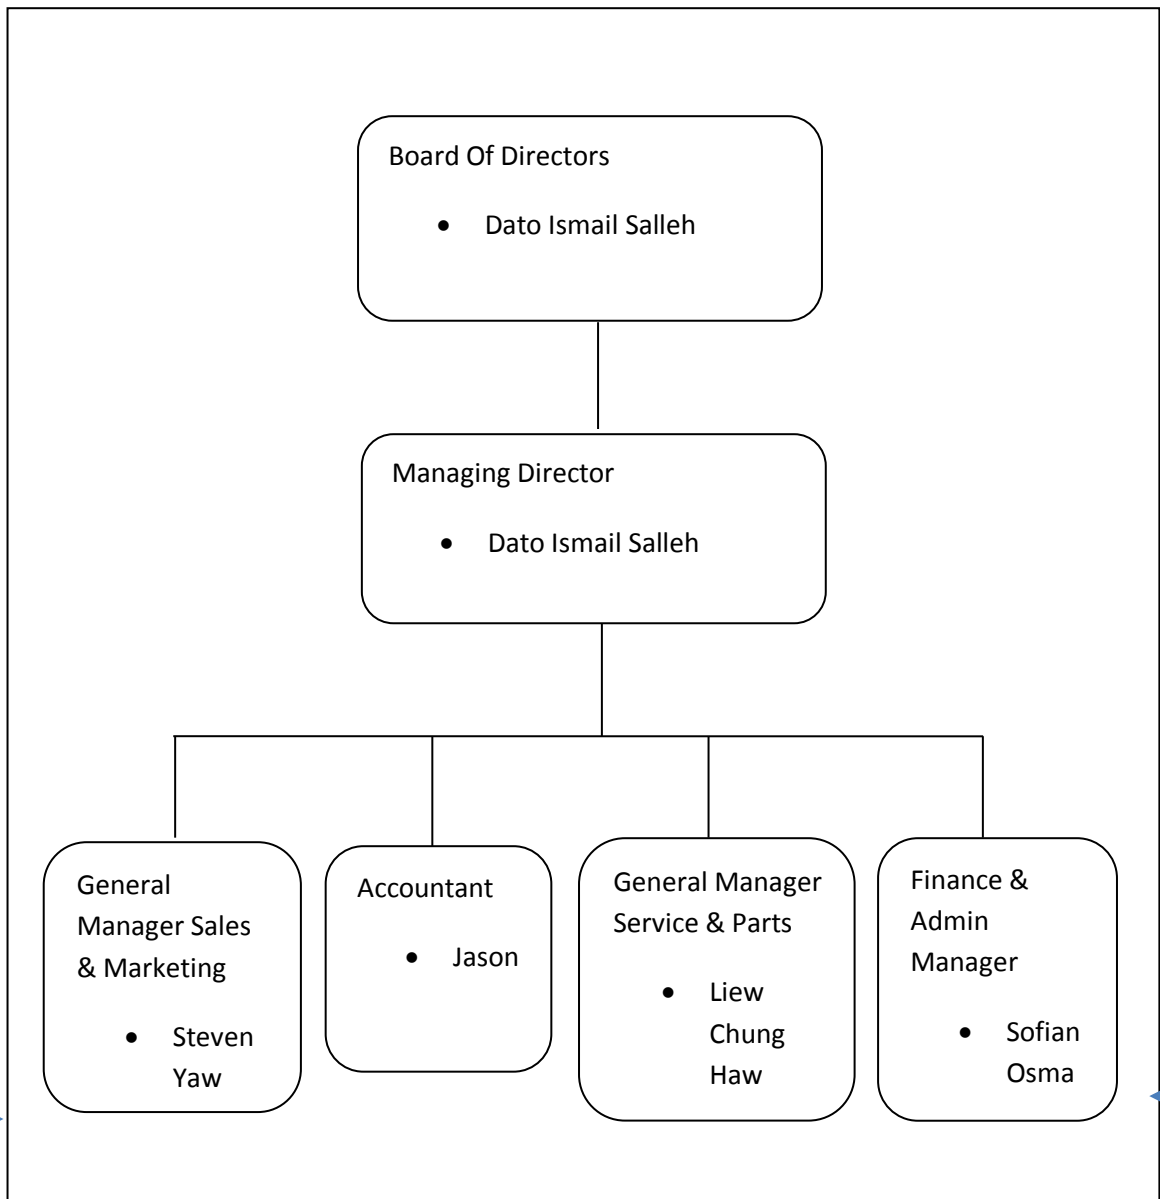 Board Of Directors
• Dato Ismail Salleh
Managing Director
• Dato Ismail Salleh
General
Manager Sales
& Marketing
• Steven
Yaw
Accountant
• Jason
General Manager
Service & Parts
• Liew
Chung
Haw
Finance &
Admin
Manager
• Sofian
Osma